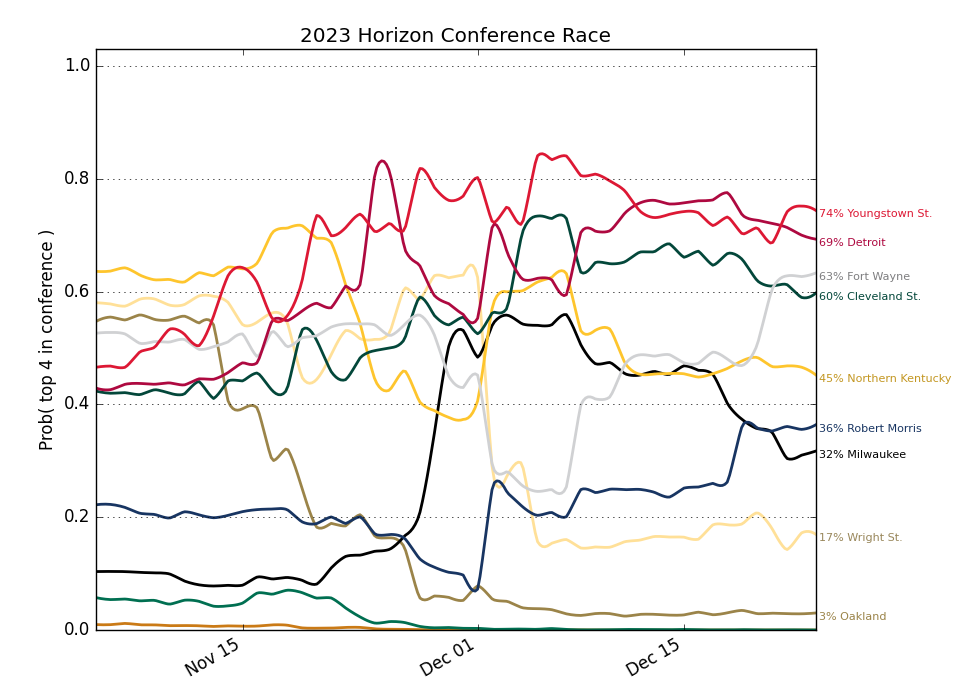 2023 Horizon Conference Race
Prob( top 4 in conference )
1.0
0.8
0.6
0.4
0.2
0.0
Nov 15
Dec 01
Dec 15
74% Youngstown St.
69% Detroit
63% Fort Wayne
60% Cleveland St.
45% Northern Kentucky
36% Robert Morris
32% Milwaukee
17% Wright St.
3% Oakland